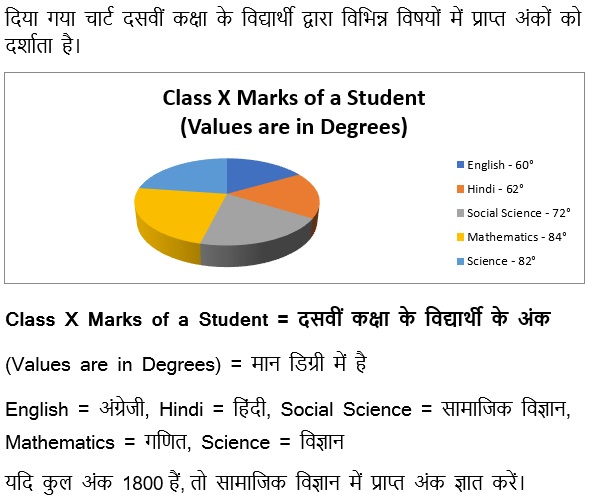 दिया गया चार्ट दसवीं कक्षा के विद्यार्थी द्वारा विभिन्न विषयों में प्राप्त अंकों को
दर्शाता है।
Class X Marks of a Student
(Values are in Degrees)
English - 60°
Hindi - 62°
Social Science - 72°
Mathematics - 84°
Science - 82°
Class X Marks of a Student = दसवीं कक्षा के विद्यार्थी के अंक
(Values are in Degrees) = मान डिग्री में है
English = अंग्रेजी, Hindi = हिंदी, Social Science = सामाजिक विज्ञान,
Mathematics = गणित, Science = विज्ञान
यदि कुल अंक 1800 हैं, तो सामाजिक विज्ञान में प्राप्त अंक ज्ञात करें।